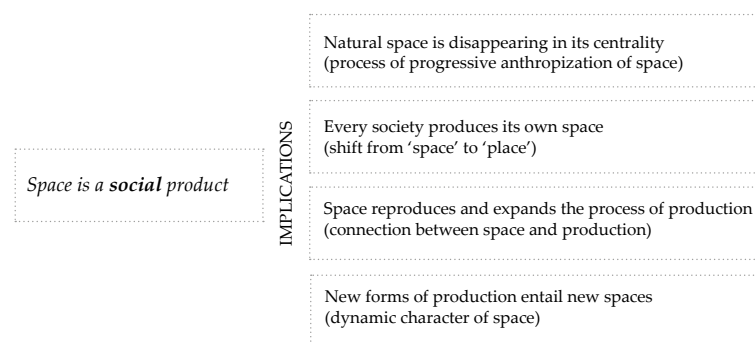 Space is a social product
IMPLICATIONS
Natural space is disappearing in its centrality
(process of progressive anthropization of space)
Every society produces its own space
(shift from ‘space’ to ‘place’)
Space reproduces and expands the process of production
(connection between space and production)
New forms of production entail new spaces
(dynamic character of space)